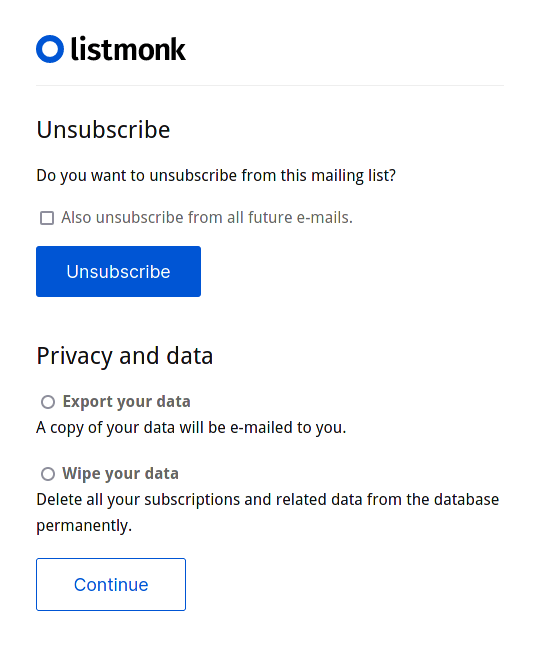 listmonk
Unsubscribe
Do you want to unsubscribe from this mailing list?
Also unsubscribe from all future e-mails.
Unsubscribe
Privacy and data
Export your data
A copy of your data will be e-mailed to you.
Wipe your data
Delete all your subscriptions and related data from the database
permanently.
Continue